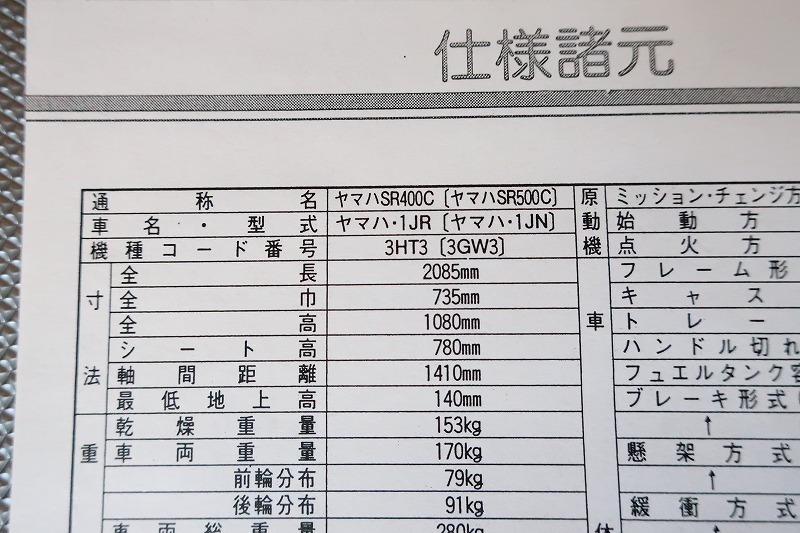 仕様諸元
通称名 ヤマハSR400C〔ヤマハSR500C〕 原動機 ミッション・チェンジ方
車名・型式 ヤマハ・1JR〔ヤマハ・1JN〕 始動方
機種コード番号 3HT3〔3GW3〕 点火方
寸法 全長 2085mm 車 フレーム形
全巾 735mm キャス
全高 1080mm トレー
シート高 780mm ハンドル切れ
軸間距離 1410mm フュエルタンク容
最低地上高 140mm ブレーキ形式
重 乾燥重量 153kg ↑
車両重量 170kg 懸架方式
前輪分布 79kg ↑
後輪分布 91kg 緩衝方式
車両総重量 280kg 体 ↑